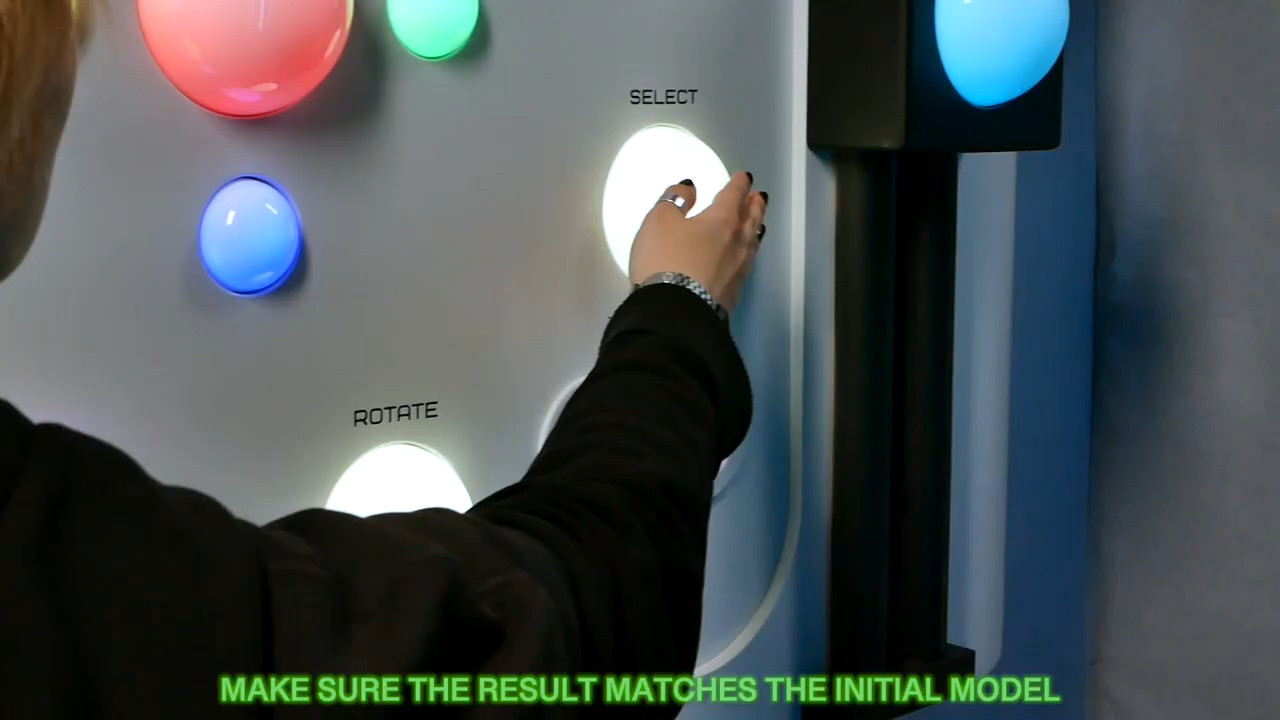 SELECT
ROTATE
MAKE SURE THE RESULT MATCHES THE INITIAL MODEL